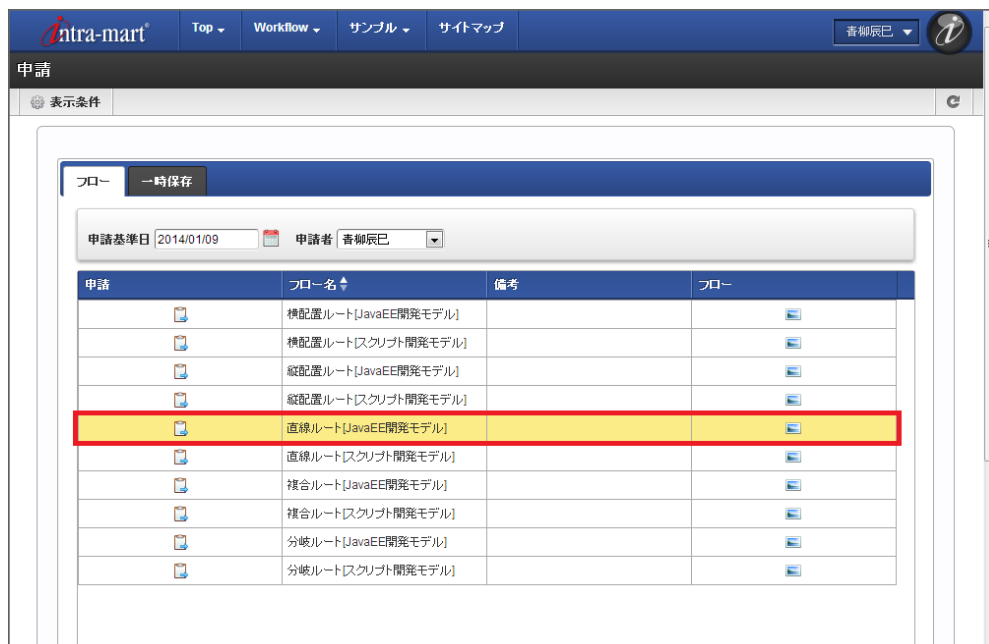 intra-mart® Top Workflow サンプル サイトマップ 青柳辰巳
申請
表示条件
フロー 一時保存
申請基準日 2014/01/09 申請者 青柳辰巳
申請 フロー名 備考 フロー
横配置ルート[JavaEE開発モデル]
横配置ルート[スクリプト開発モデル]
縦配置ルート[JavaEE開発モデル]
縦配置ルート[スクリプト開発モデル]
直線ルート[JavaEE開発モデル]
直線ルート[スクリプト開発モデル]
複合ルート[JavaEE開発モデル]
複合ルート[スクリプト開発モデル]
分岐ルート[JavaEE開発モデル]
分岐ルート[スクリプト開発モデル]